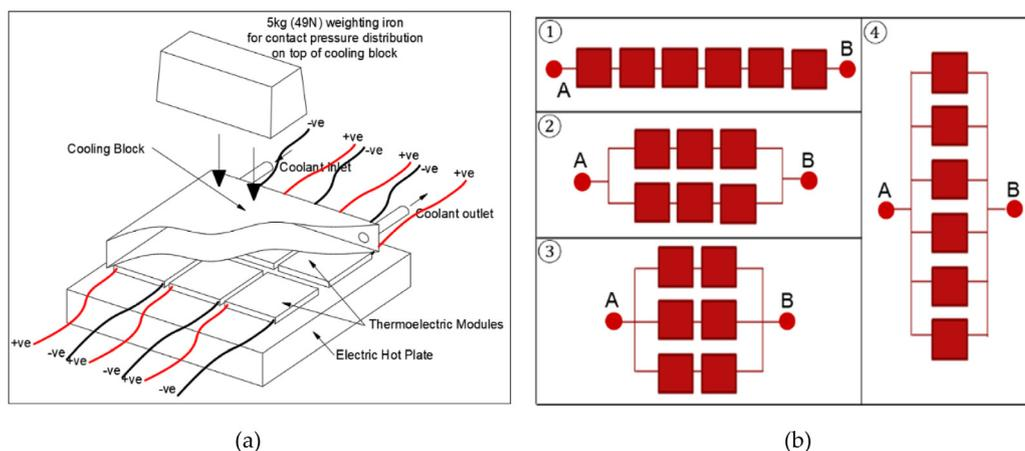 5kg (49N) weighting iron
for contact pressure distribution
on top of cooling block
-ve
+ve
-ve
+ve
-ve
+ve
Cooling Block
Coolant Inlet
Coolant outlet
Thermoelectric Modules
Electric Hot Plate
+ve
-ve
+ve
-ve
+ve
-ve
(a)
1
A
B
2
A
B
3
A
B
4
A
B
(b)